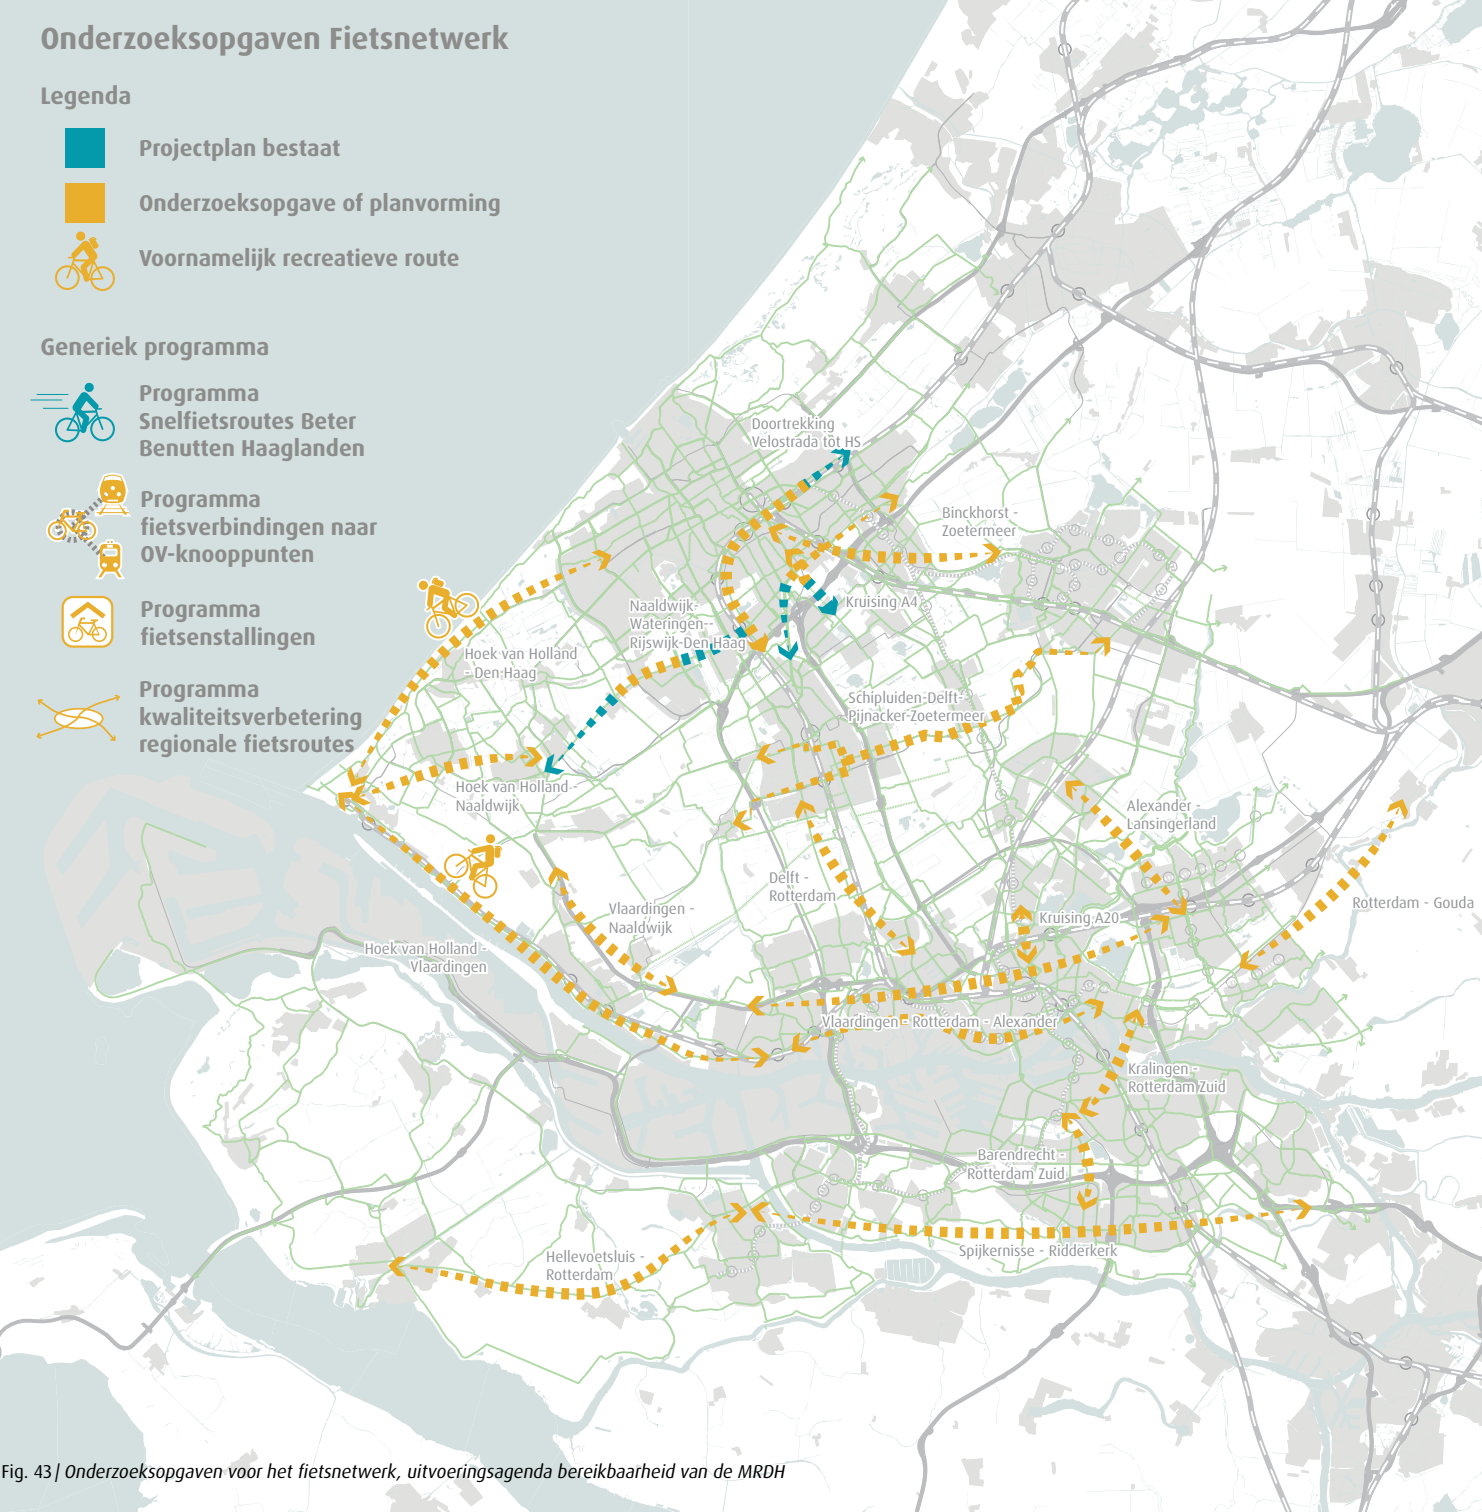 Onderzoeksopgaven Fietsnetwerk
Legenda
Projectplan bestaat
Onderzoeksopgave of planvorming
Voornamelijk recreatieve route
Generiek programma
Programma
Snelfietsroutes Beter
Benutten Haaglanden
Programma
fietsverbindingen naar
OV-knooppunten
Programma
fietsenstallingen
Programma
kwaliteitsverbetering
regionale fietsroutes
Doortrekking
Velostrada tot HS
Binckhorst -
Zoetermeer
Kruising A4
Naaldwijk-
Wateringen--
Rijswijk-Den Haag
Hoek van Holland
- Den Haag
Schipluiden-Delft-
Pijnacker-Zoetermeer
Hoek van Holland -
Naaldwijk
Alexander -
Lansingerland
Delft -
Rotterdam
Rotterdam - Gouda
Vlaardingen -
Naaldwijk
Kruising A20
Hoek van Holland -
Vlaardingen
Vlaardingen - Rotterdam - Alexander
Kralingen -
Rotterdam Zuid
Barendrecht -
Rotterdam Zuid
Spijkernisse - Ridderkerk
Hellevoetsluis -
Rotterdam
Fig. 43 / Onderzoeksopgaven voor het fietsnetwerk, uitvoeringsagenda bereikbaarheid van de MRDH